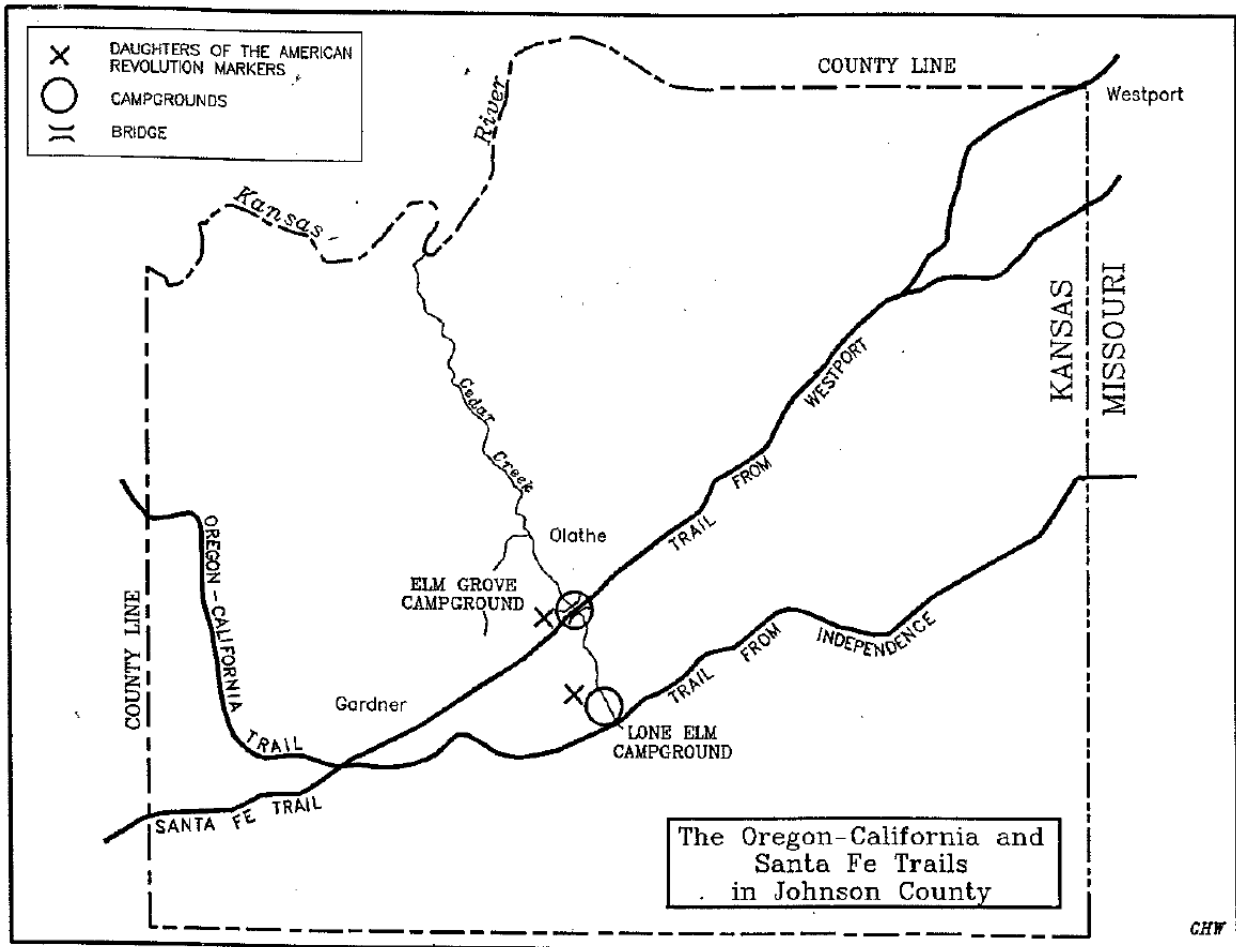 DAUGHTERS OF THE AMERICAN
REVOLUTION MARKERS
CAMPGROUNDS
BRIDGE
COUNTY LINE
Westport
River
Kansas
KANSAS
MISSOURI
Cedar
Creek
TRAIL FROM WESTPORT
Olathe
OREGON-CALIFORNIA
TRAIL
ELM GROVE
CAMPGROUND
COUNTY LINE
TRAIL FROM INDEPENDENCE
Gardner
LONE ELM
CAMPGROUND
SANTA FE TRAIL
The Oregon-California and
Santa Fe Trails
in Johnson County
GHW